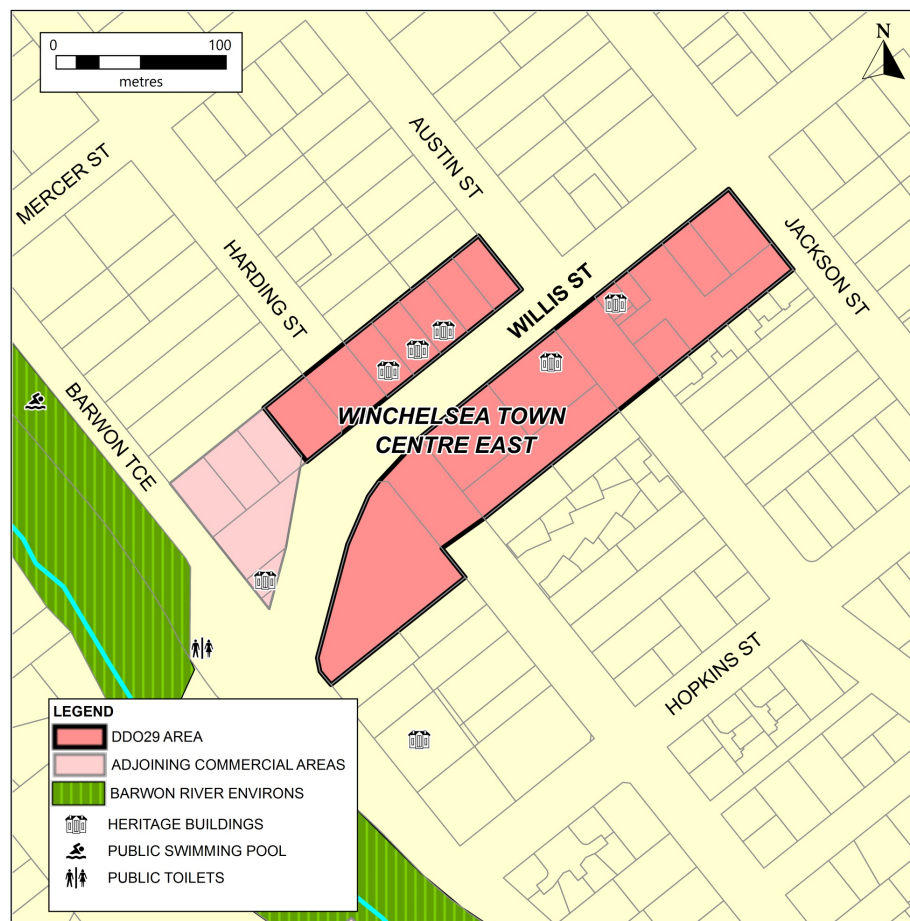 0 100
metres
N
AUSTIN ST
MERCER ST
HARDING ST
JACKSON ST
WILLIS ST
BARWON TCE
WINCHELSEA TOWN
CENTRE EAST
HOPKINS ST
LEGEND
DDO29 AREA
ADJOINING COMMERCIAL AREAS
BARWON RIVER ENVIRONS
HERITAGE BUILDINGS
PUBLIC SWIMMING POOL
PUBLIC TOILETS